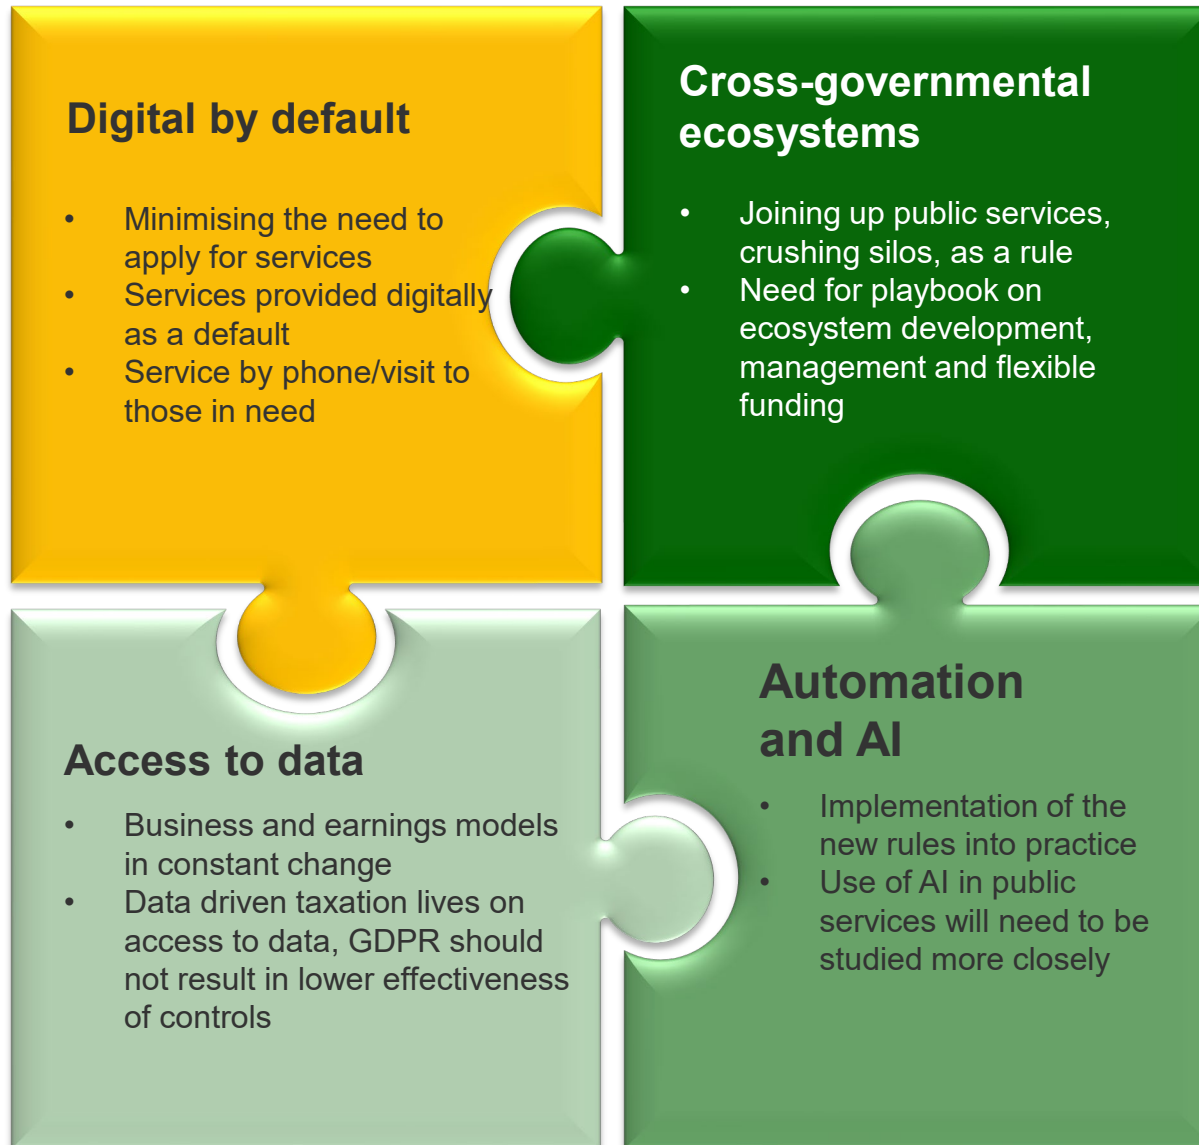 Digital by default
• Minimising the need to
apply for services
• Services provided digitally
as a default
• Service by phone/visit to
those in need
Cross-governmental
ecosystems
• Joining up public services,
crushing silos, as a rule
• Need for playbook on
ecosystem development,
management and flexible
funding
Access to data
• Business and earnings models
in constant change
• Data driven taxation lives on
access to data, GDPR should
not result in lower effectiveness
of controls
Automation
and AI
• Implementation of the
new rules into practice
• Use of AI in public
services will need to be
studied more closely